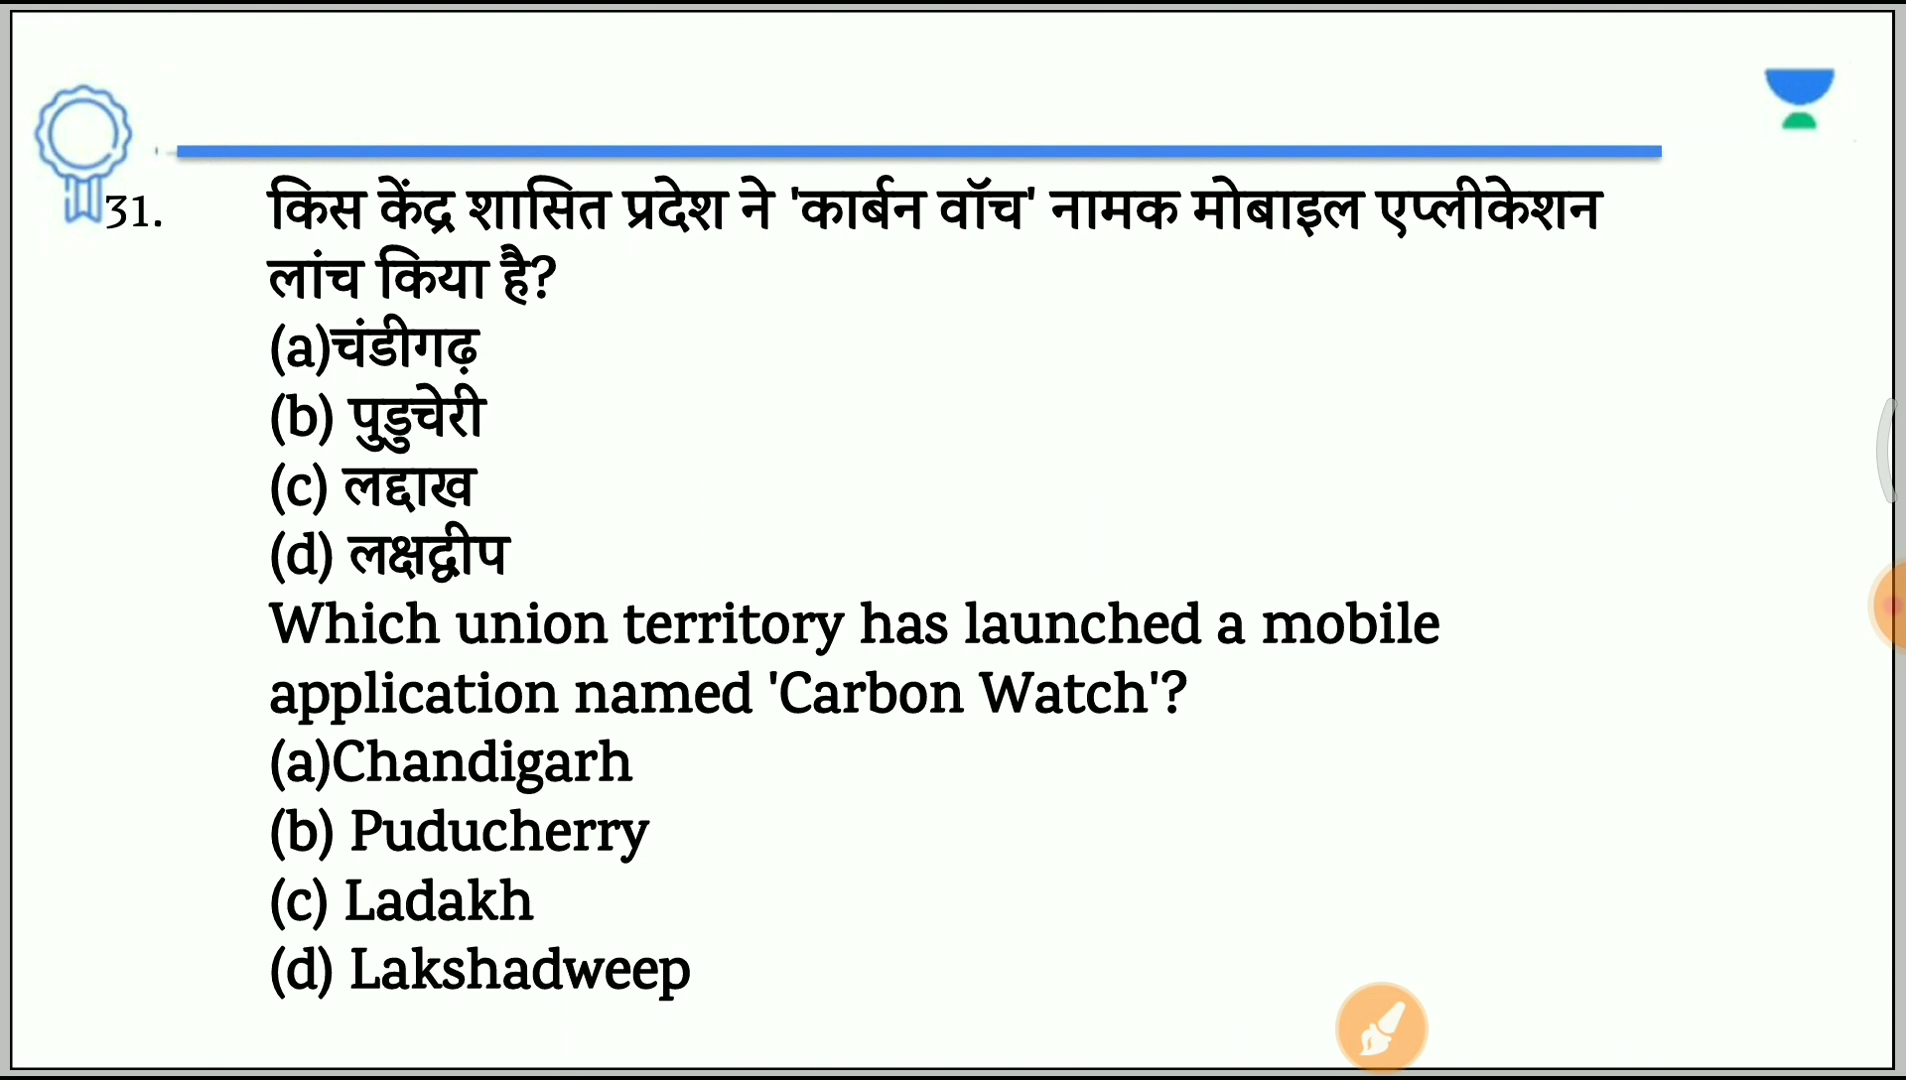 31. किस केंद्र शासित प्रदेश ने 'कार्बन वॉच' नामक मोबाइल एप्लीकेशन
लांच किया है?
(a)चंडीगढ़
(b) पुडुचेरी
(c) लद्दाख
(d) लक्षद्वीप
Which union territory has launched a mobile
application named 'Carbon Watch'?
(a)Chandigarh
(b) Puducherry
(c) Ladakh
(d) Lakshadweep